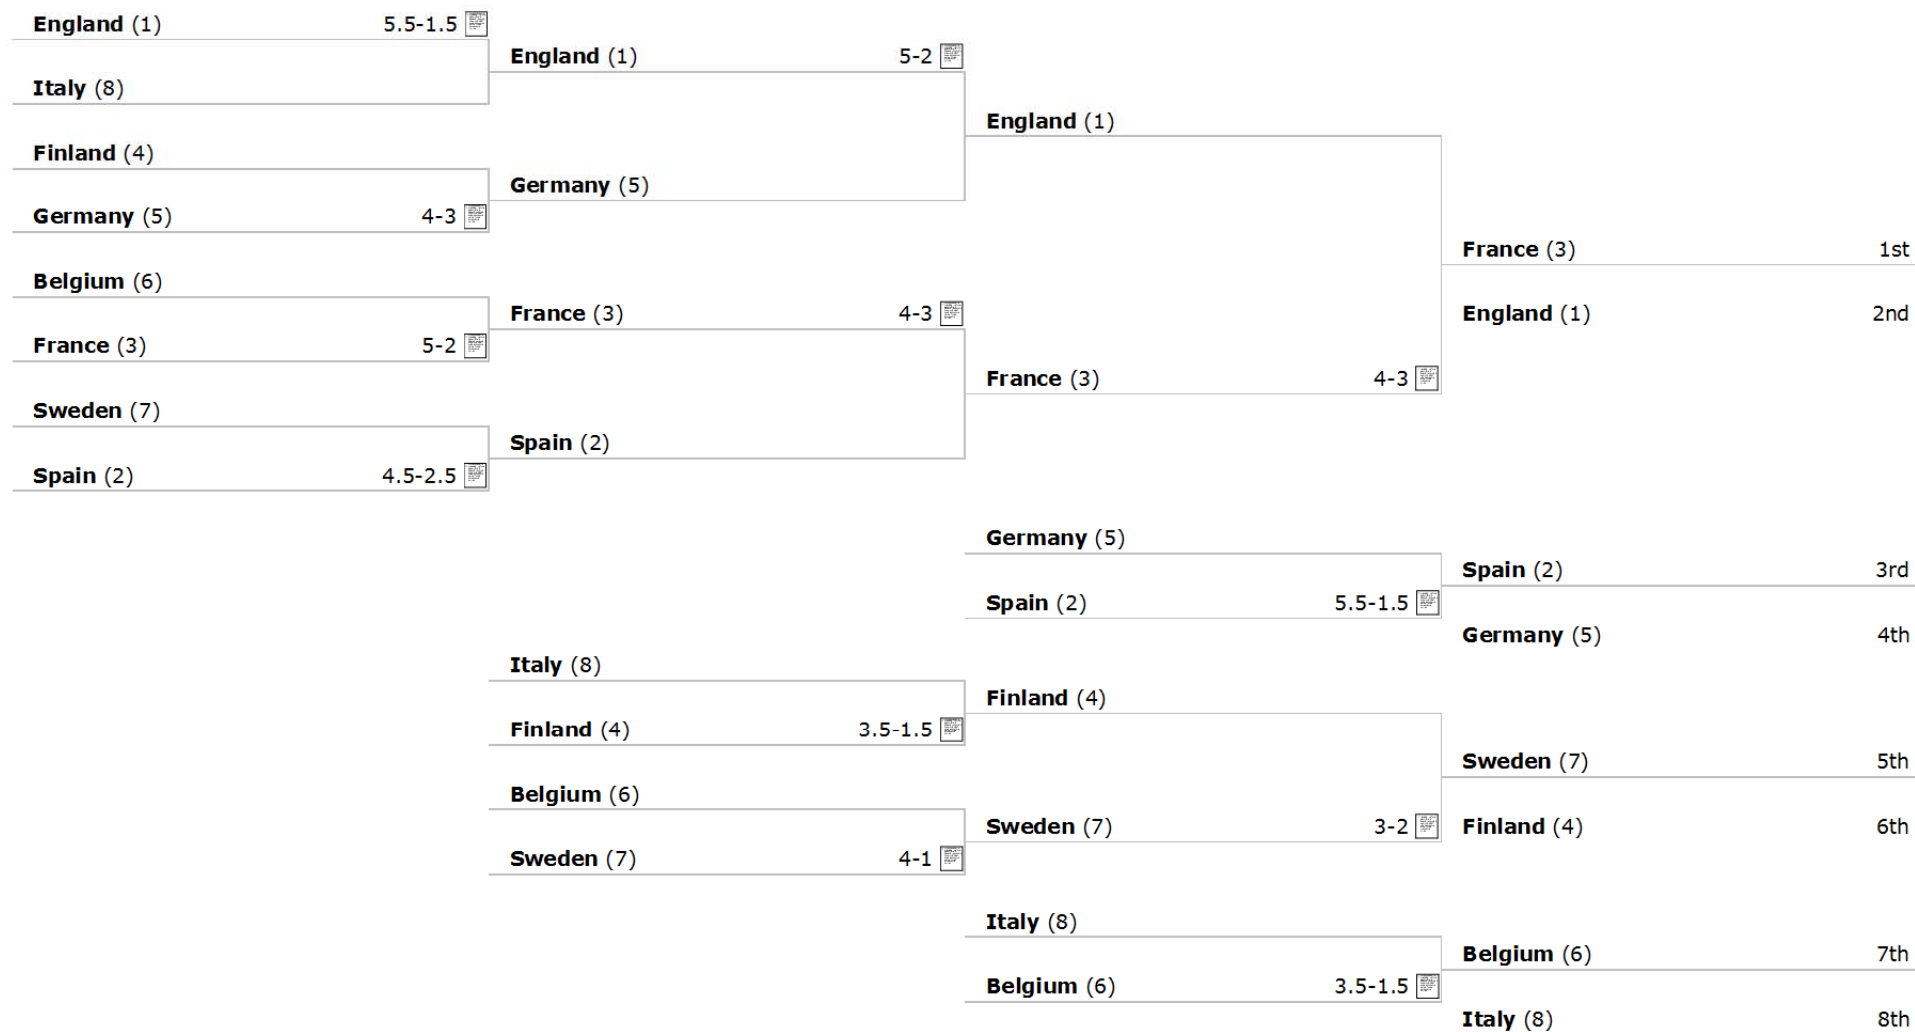 England (1) 5.5-1.5
Italy (8)
Finland (4)
Germany (5) 4-3
Belgium (6)
France (3) 5-2
Sweden (7)
Spain (2) 4.5-2.5
England (1) 5-2
Germany (5)
France (3) 4-3
Spain (2)
England (1)
France (3) 4-3
France (3) 1st
England (1) 2nd
Germany (5)
Spain (2) 5.5-1.5
Spain (2) 3rd
Germany (5) 4th
Italy (8)
Finland (4) 3.5-1.5
Belgium (6)
Sweden (7) 4-1
Finland (4)
Sweden (7) 3-2
Sweden (7) 5th
Finland (4) 6th
Italy (8)
Belgium (6) 3.5-1.5
Belgium (6) 7th
Italy (8) 8th